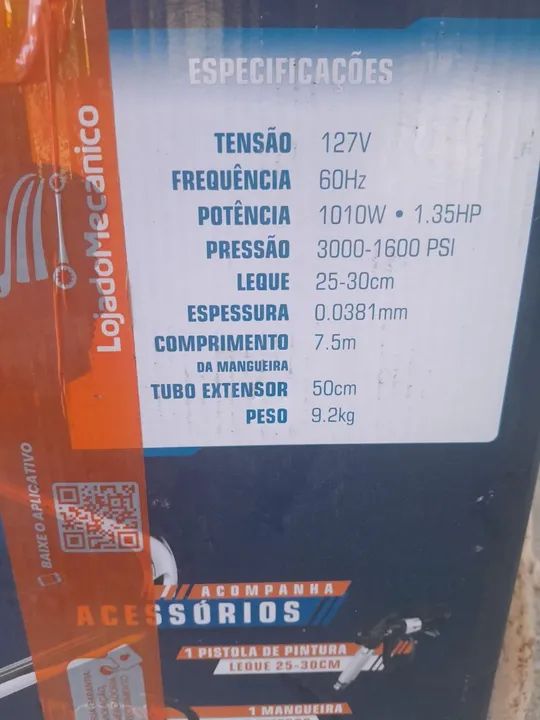 ESPECIFICAÇÕES
TENSÃO 127V
FREQUÊNCIA 60Hz
POTÊNCIA 1010W • 1.35HP
PRESSÃO 3000-1600 PSI
LEQUE 25-30cm
ESPESSURA 0.0381mm
COMPRIMENTO 7.5m
DA MANGUEIRA
TUBO EXTENSOR 50cm
PESO 9.2kg
LojadoMecanico
BAIXE O APLICATIVO
ACOMPANHA
ACESSÓRIOS
1 PISTOLA DE PINTURA
LEQUE 25-30CM
1 MANGUEIRA